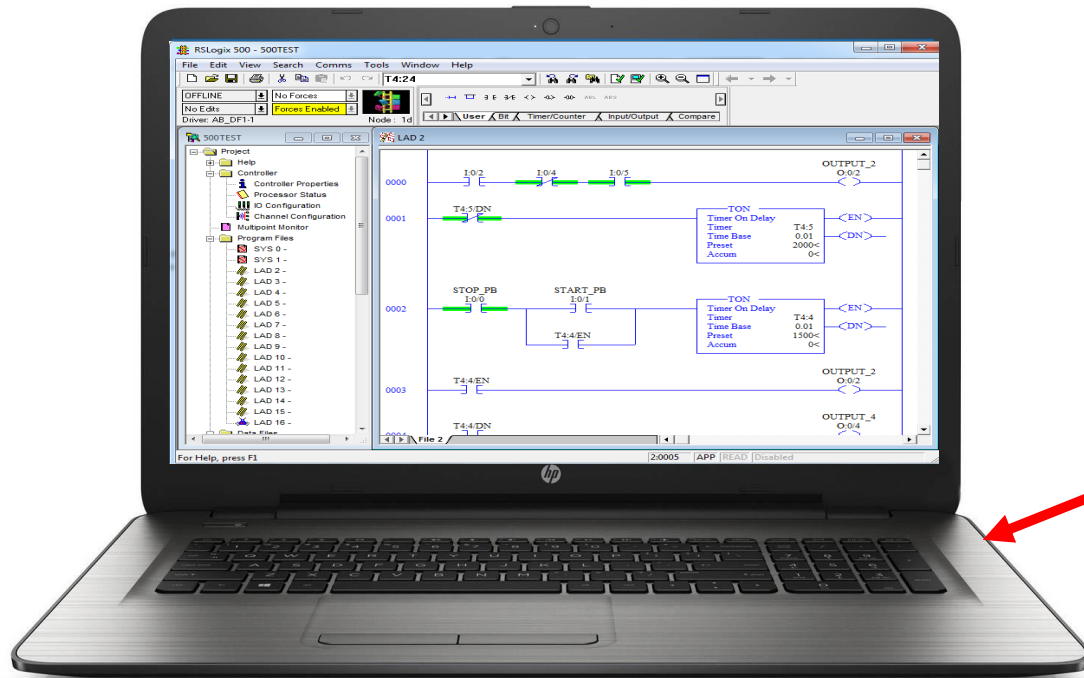 RSLogix 500 - 500TEST
File Edit View Search Comms Tools Window Help
T4:24
OFFLINE No Forces
No Edits Forces Enabled
Driver: AB_DF1-1 Node : 1d
User Bit Timer/Counter Input/Output Compare
500TEST
Project
Help
Controller
Controller Properties
Processor Status
IO Configuration
Channel Configuration
Multipoint Monitor
Program Files
SYS 0 -
SYS 1 -
LAD 2 -
LAD 3 -
LAD 4 -
LAD 5 -
LAD 6 -
LAD 7 -
LAD 8 -
LAD 9 -
LAD 10 -
LAD 11 -
LAD 12 -
LAD 13 -
LAD 14 -
LAD 15 -
LAD 16 -
Data Files
LAD 2
OUTPUT_2
I:0/2 I:0/4 I:0/5 O:0/2
0000
T4:5/DN
0001
TON
Timer On Delay EN
Timer T4:5
Time Base 0.01 DN
Preset 2000<
Accum 0<
STOP_PB START_PB
I:0/0 I:0/1
0002
T4:4/EN
TON
Timer On Delay EN
Timer T4:4
Time Base 0.01 DN
Preset 1500<
Accum 0<
OUTPUT_2
T4:4/EN O:0/2
0003
OUTPUT_4
T4:4/DN O:0/4
File 2
For Help, press F1 2:0005 APP READ Disabled
hp